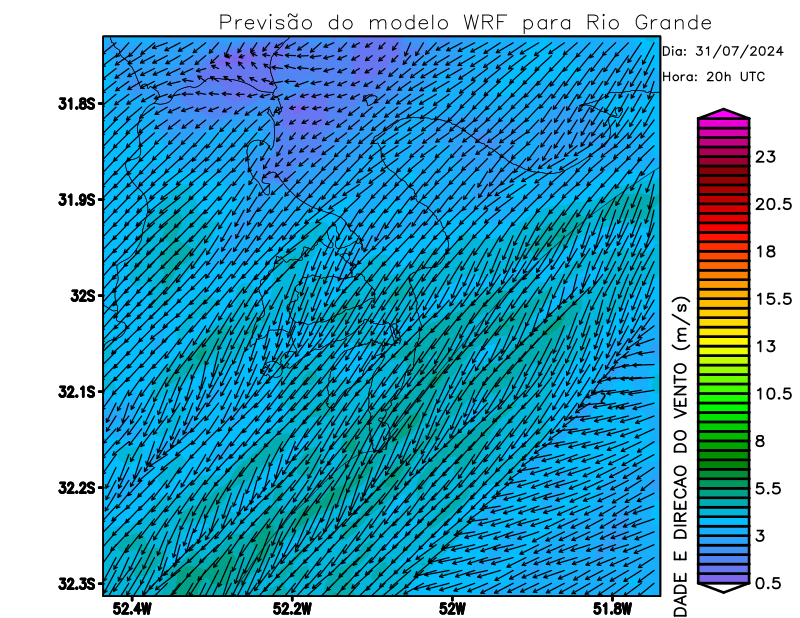 Previsão do modelo WRF para Rio Grande
Dia: 31/07/2024
Hora: 20h UTC
31.8S
31.9S
32S
32.1S
32.2S
32.3S
52.4W
52.2W
52W
51.8W
23
20.5
18
15.5
13
10.5
8
5.5
3
0.5
DADE E DIRECAO DO VENTO (m/s)